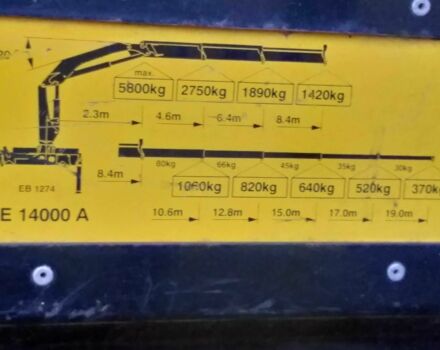 20°
max.
5800kg 2750kg 1890kg 1420kg
2.3m 4.6m 6.4m 8.4m
80kg 66kg 45kg 35kg 30kg
8.4m
1060kg 820kg 640kg 520kg 370k
EB 1274
E 14000 A
10.6m 12.8m 15.0m 17.0m 19.0m